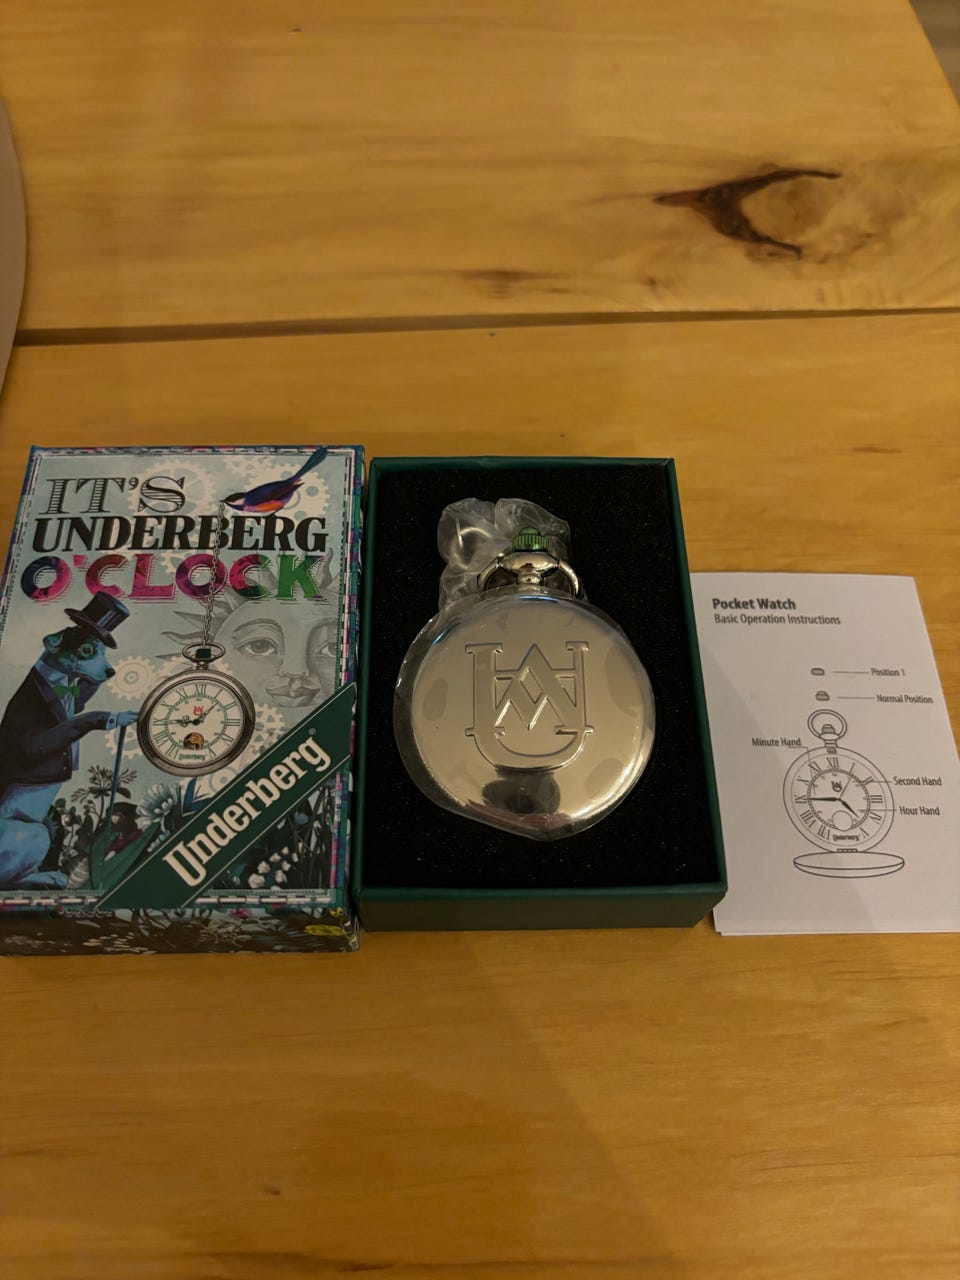 IT'S
UNDERBERG
O'CLOCK
Underberg®
Pocket Watch
Basic Operation Instructions
Position 1
Normal Position
Minute Hand
Second Hand
Hour Hand
Underberg